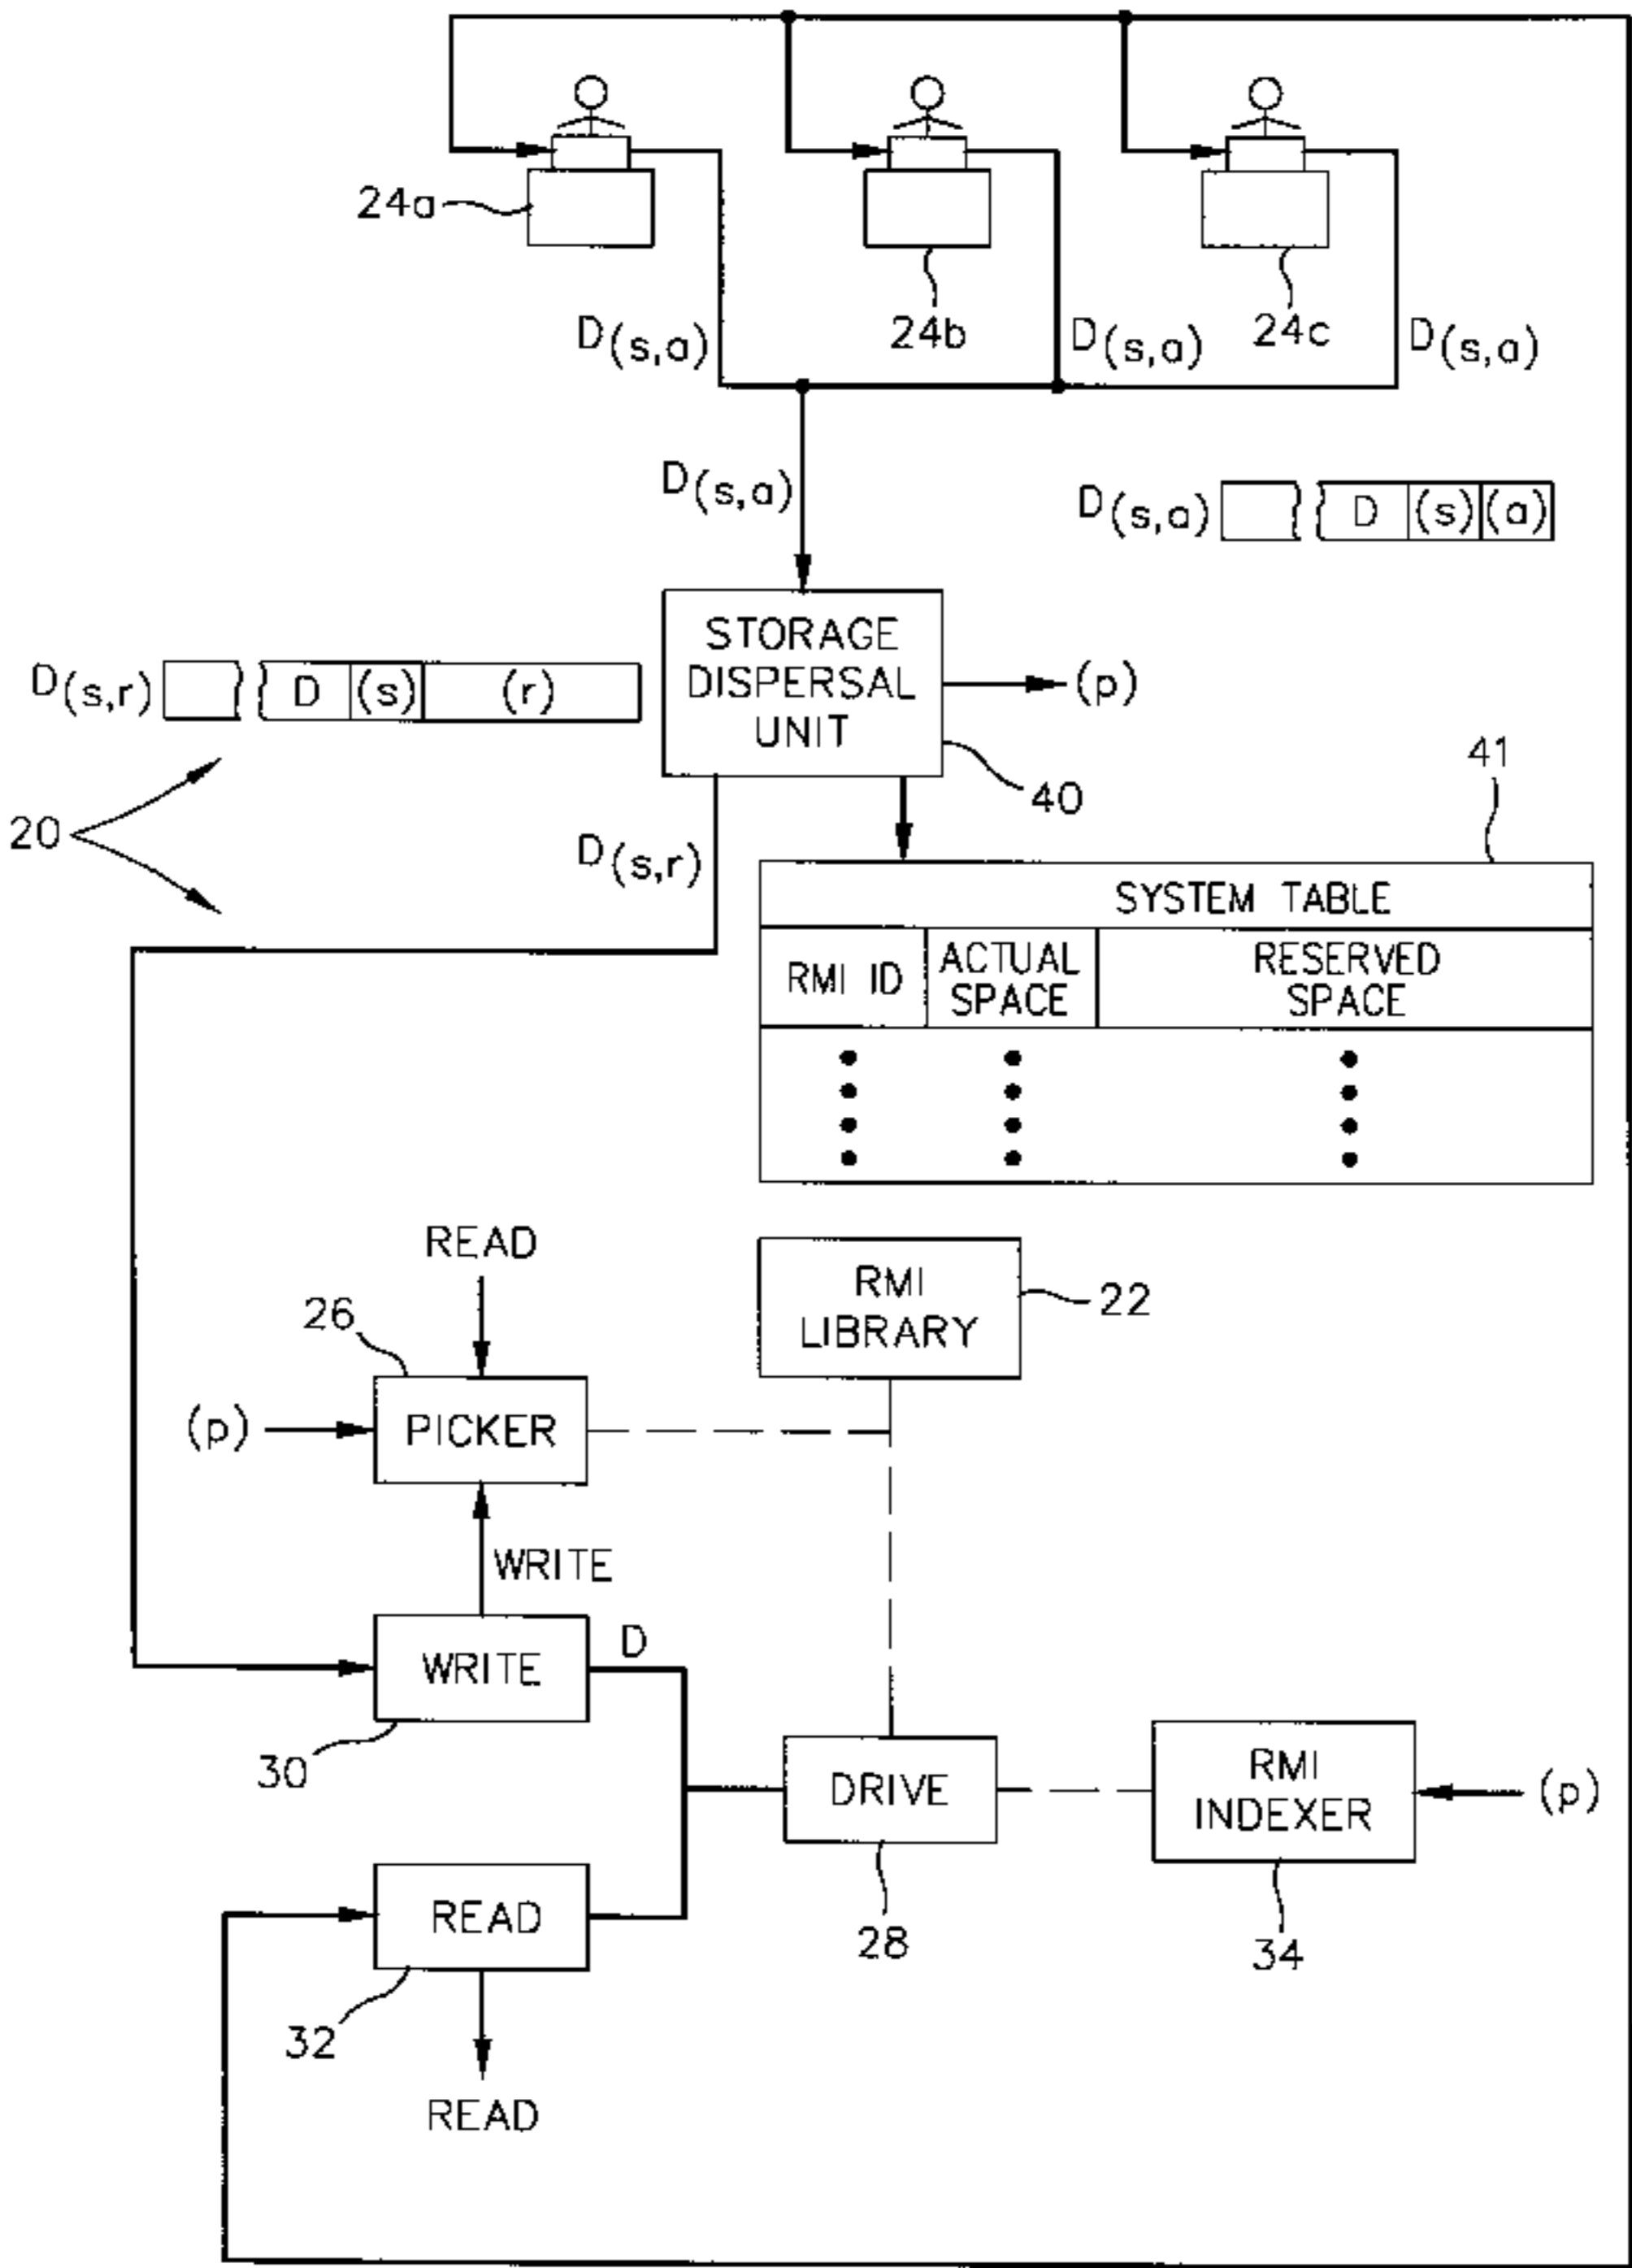 24a
24b
24c
D(s,a)
D(s,a)
D(s,a)
D(s,a)
D(s,a) D (s) (a)
STORAGE
DISPERSAL
UNIT
(p)
D(s,r) D (s) (r)
40
41
20
D(s,r)
SYSTEM TABLE
RMI ID
ACTUAL
SPACE
RESERVED
SPACE
READ
RMI
LIBRARY
22
26
(p)
PICKER
WRITE
WRITE
D
30
DRIVE
RMI
INDEXER
(p)
READ
28
34
32
READ